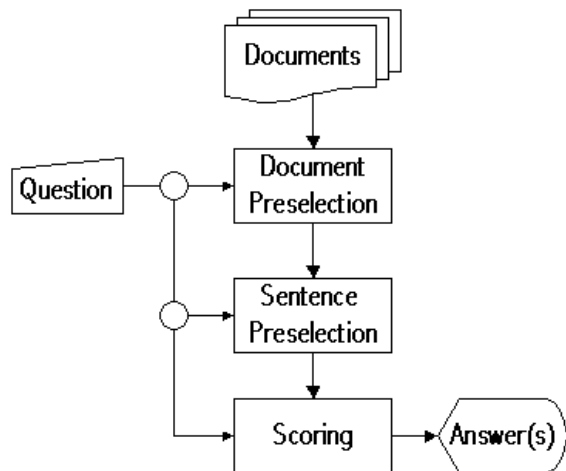 Documents
Question
Document
Preselection
Sentence
Preselection
Scoring
Answer(s)